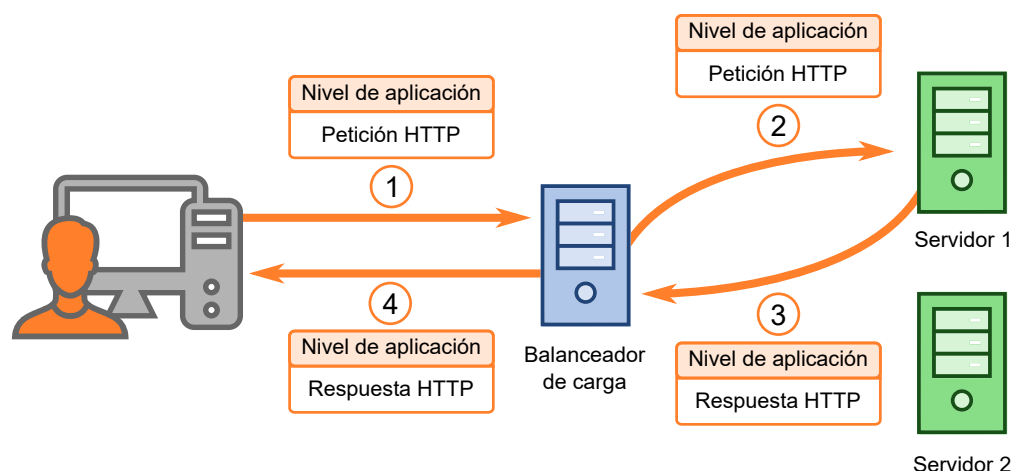 Nivel de aplicación
Petición HTTP
1
Nivel de aplicación
Petición HTTP
2
Servidor 1
3
Nivel de aplicación
Respuesta HTTP
4
Nivel de aplicación
Respuesta HTTP
Balanceador
de carga
Servidor 2